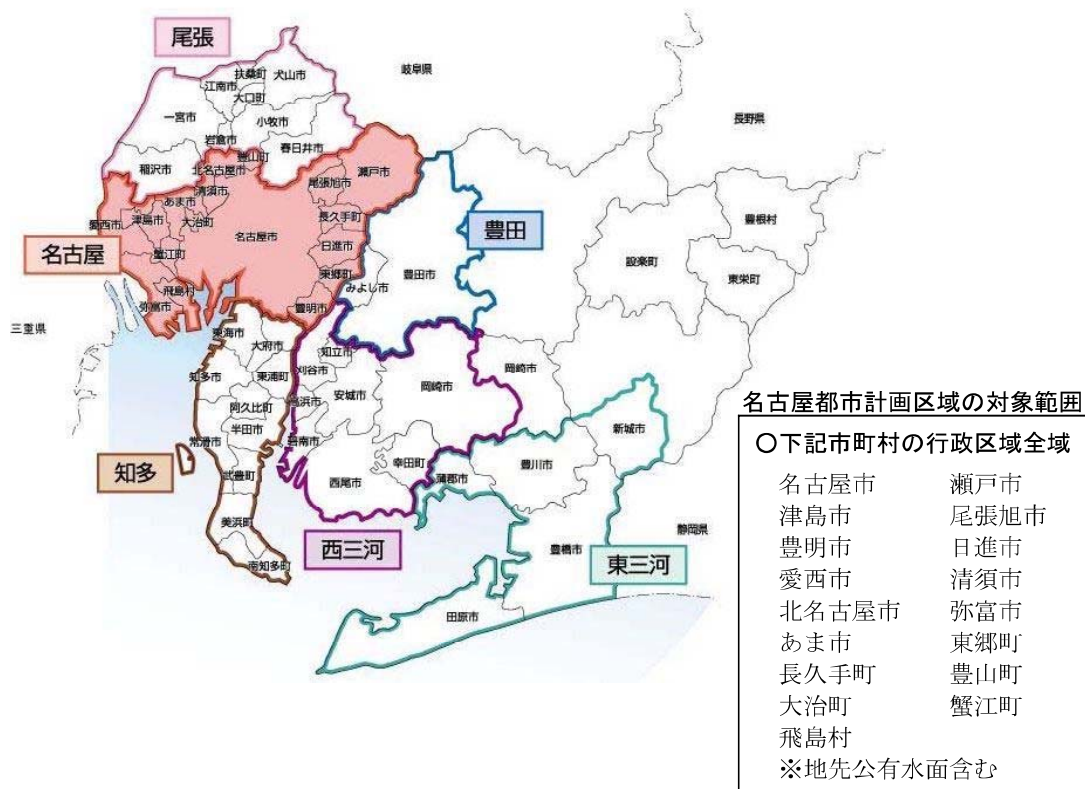 尾張
扶桑町
犬山市
岐阜県
江南市
大口町
一宮市
小牧市
長野県
岩倉市
春日井市
豊山町
稲沢市
北名古屋市
瀬戸市
清須市
尾張旭市
あま市
愛西市
津島市
大治町
長久手町
豊根村
名古屋市
豊田
名古屋
日進市
蟹江町
設楽町
東栄町
豊田市
東郷町
みよし市
飛島村
弥富市
豊明市
三重県
東海市
大府市
知立市
知多市
東浦町
刈谷市
岡崎市
岡崎市
安城市
高浜市
阿久比町
半田市
常滑市
碧南市
新城市
知多
武豊町
西尾市
幸田町
蒲郡市
豊川市
美浜町
西三河
豊橋市
静岡県
東三河
南知多町
田原市
名古屋都市計画区域の対象範囲
○下記市町村の行政区域全域
名古屋市 瀬戸市
津島市 尾張旭市
豊明市 日進市
愛西市 清須市
北名古屋市 弥富市
あま市 東郷町
長久手町 豊山町
大治町 蟹江町
飛島村
※地先公有水面含む